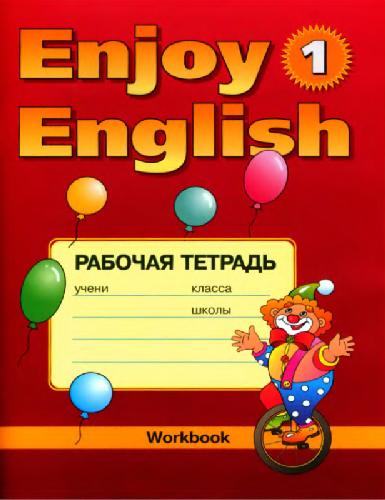 Enjoy 1
English
РАБОЧАЯ ТЕТРАДЬ
учени класса
школы
Workbook